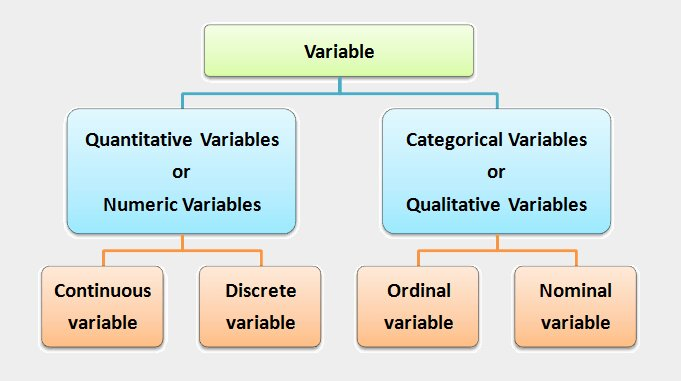 Variable
Quantitative Variables
or
Numeric Variables
Categorical Variables
or
Qualitative Variables
Continuous
variable
Discrete
variable
Ordinal
variable
Nominal
variable